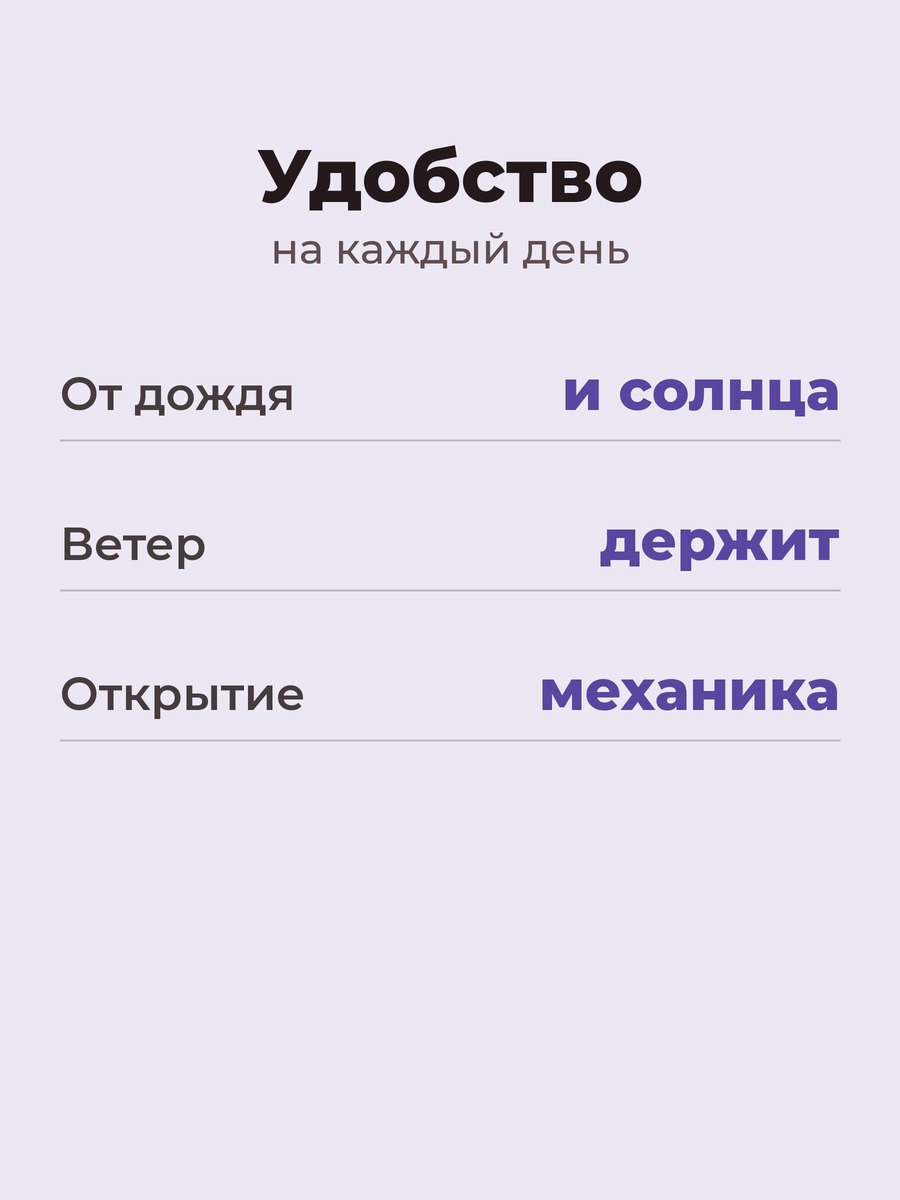 Удобство
на каждый день
От дождя и солнца
Ветер держит
Открытие механика